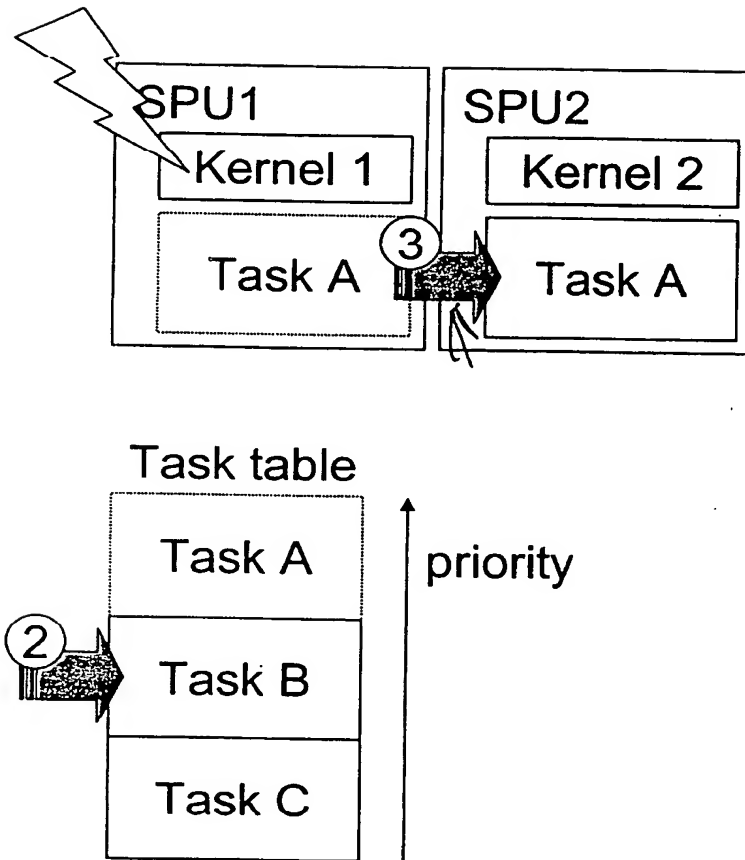 SPU1
SPU2
Kernel 1
Kernel 2
3
Task A
Task A
Task table
Task A
priority
2
Task B
Task C